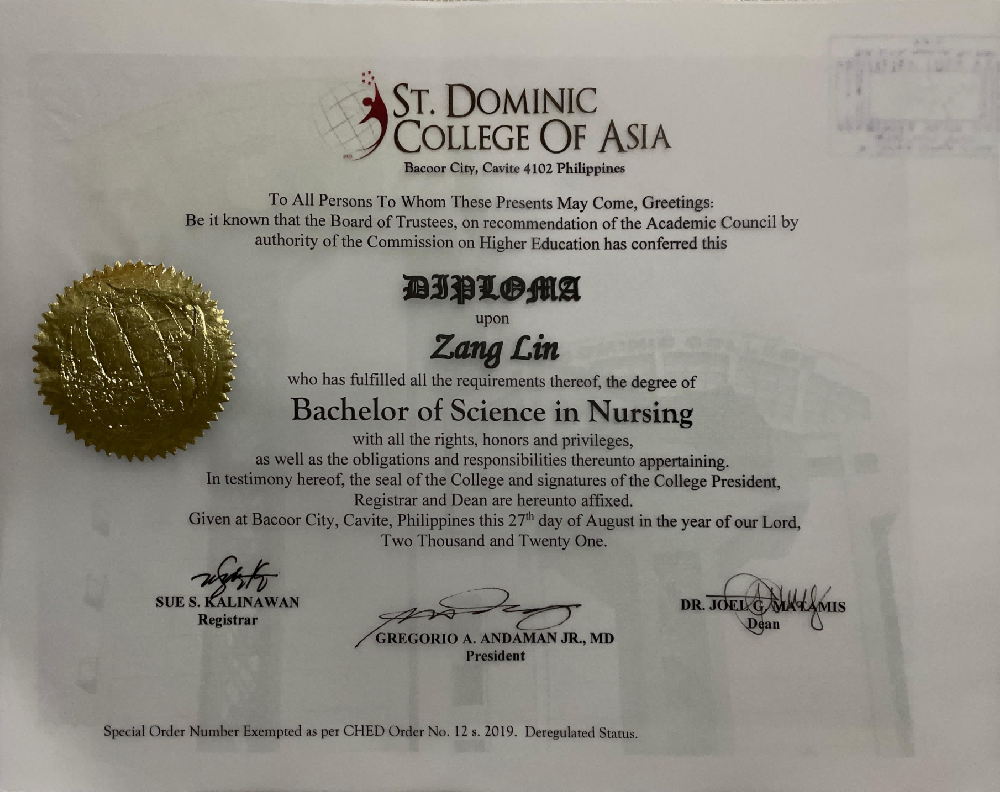 ST. DOMINIC
COLLEGE OF ASIA
Bacoor City, Cavite 4102 Philippines
To All Persons To Whom These Presents May Come, Greetings:
Be it known that the Board of Trustees, on recommendation of the Academic Council by
authority of the Commission on Higher Education has conferred this
DIPLOMA
upon
Zang Lin
who has fulfilled all the requirements thereof, the degree of
Bachelor of Science in Nursing
with all the rights, honors and privileges,
as well as the obligations and responsibilities thereunto appertaining.
In testimony hereof, the seal of the College and signatures of the College President,
Registrar and Dean are hereunto affixed.
Given at Bacoor City, Cavite, Philippines this 27th day of August in the year of our Lord,
Two Thousand and Twenty One.
SUE S. KALINAWAN
Registrar
GREGORIO A. ANDAMAN JR., MD
President
DR. JOEL G. MATAMIS
Dean
Special Order Number Exempted as per CHED Order No. 12 s. 2019. Deregulated Status.